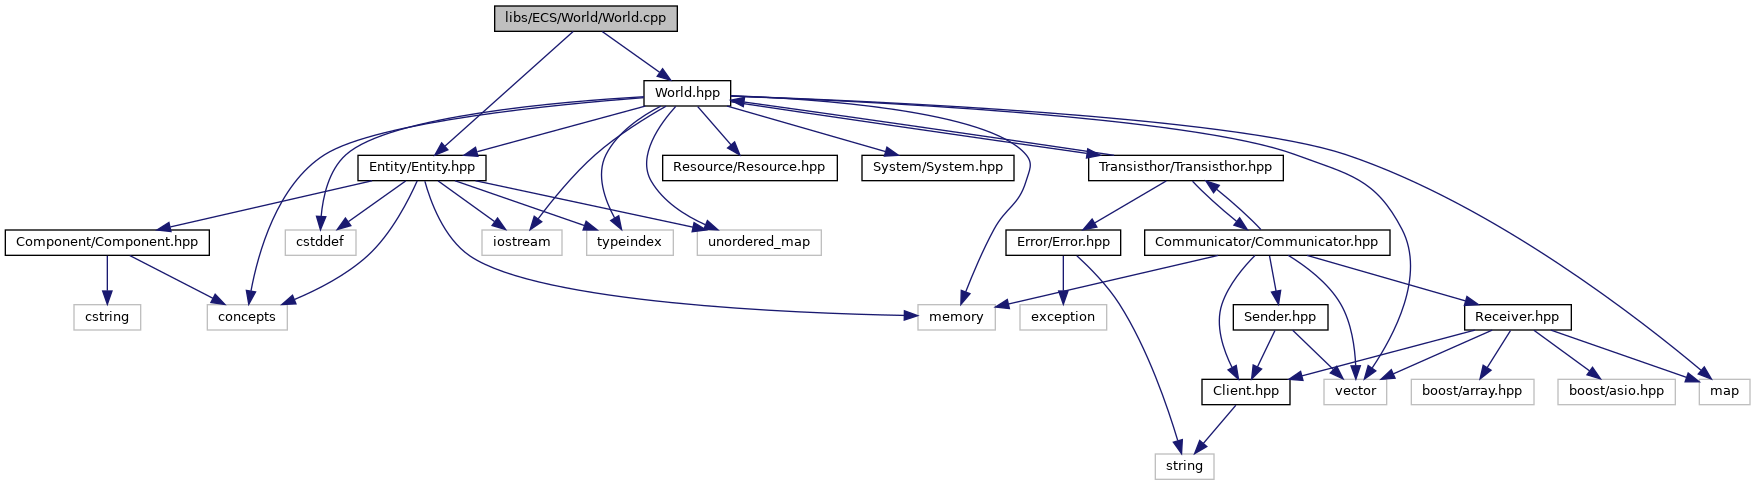 libs/ECS/World/World.cpp
World.hpp
Entity/Entity.hpp
Resource/Resource.hpp
System/System.hpp
Transisthor/Transisthor.hpp
Component/Component.hpp
cstddef
iostream
typeindex
unordered_map
Error/Error.hpp
Communicator/Communicator.hpp
cstring
concepts
memory
exception
Sender.hpp
Receiver.hpp
Client.hpp
vector
boost/array.hpp
boost/asio.hpp
map
string